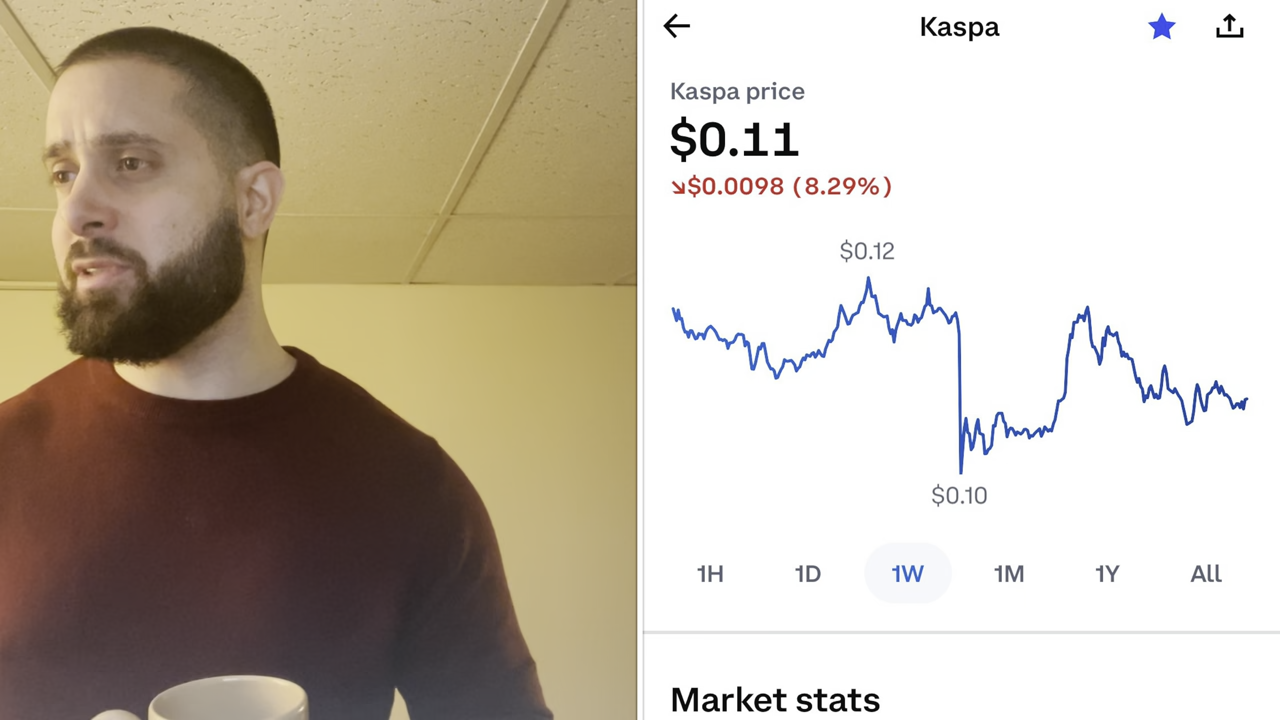 Kaspa
Kaspa price
$0.11
↘$0.0098 (8.29%)
$0.12
$0.10
1H 1D 1W 1M 1Y All
Market stats